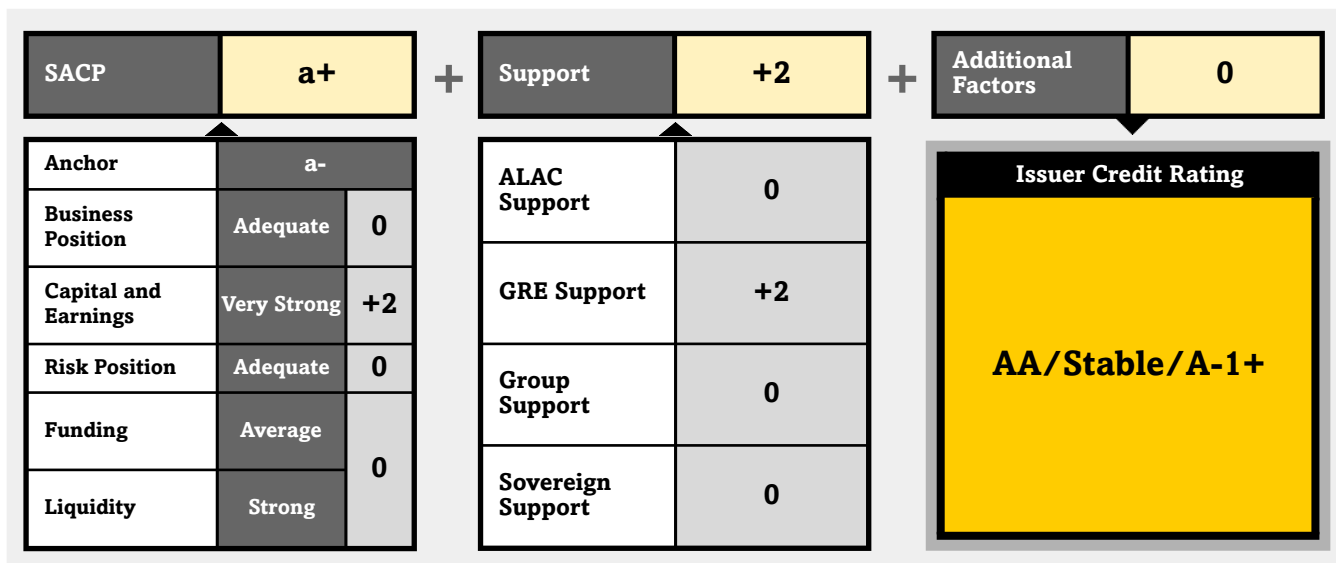 SACP a+ + Support +2 + Additional Factors 0
Anchor a-
Business Position Adequate 0
Capital and Earnings Very Strong +2
Risk Position Adequate 0
Funding Average 0
Liquidity Strong
ALAC Support 0
GRE Support +2
Group Support 0
Sovereign Support 0
Issuer Credit Rating
AA/Stable/A-1+